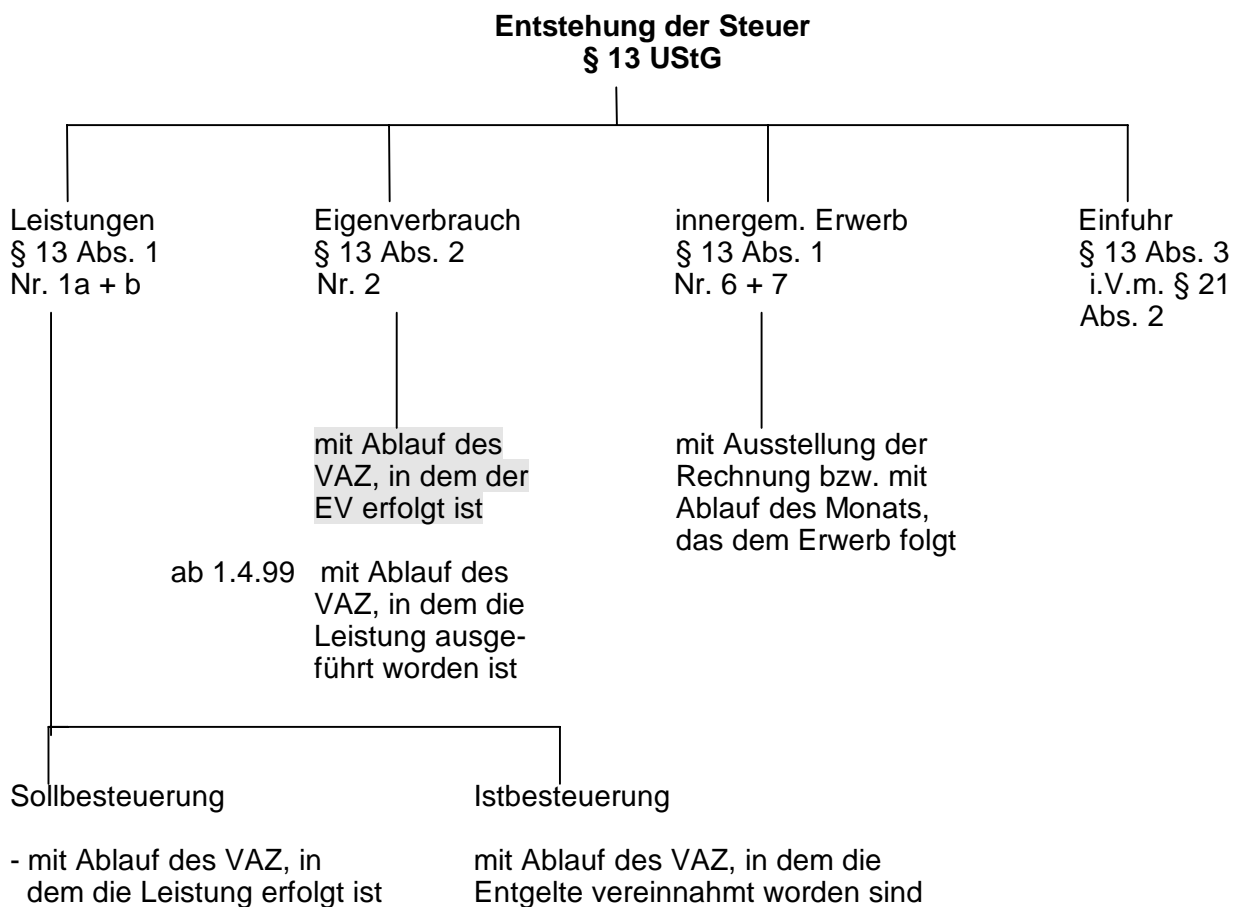 Entstehung der Steuer
§ 13 UStG
Leistungen
§ 13 Abs. 1
Nr. 1a + b
Eigenverbrauch
§ 13 Abs. 2
Nr. 2
innergem. Erwerb
§ 13 Abs. 1
Nr. 6 + 7
Einfuhr
§ 13 Abs. 3
i.V.m. § 21
Abs. 2
mit Ablauf des
VAZ, in dem der
EV erfolgt ist
ab 1.4.99 mit Ablauf des
VAZ, in dem die
Leistung ausge-
führt worden ist
mit Ausstellung der
Rechnung bzw. mit
Ablauf des Monats,
das dem Erwerb folgt
Sollbesteuerung
- mit Ablauf des VAZ, in
dem die Leistung erfolgt ist
Istbesteuerung
mit Ablauf des VAZ, in dem die
Entgelte vereinnahmt worden sind